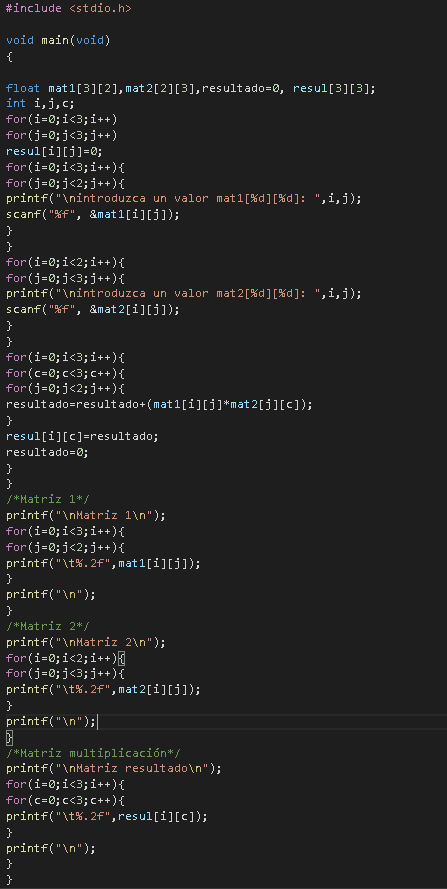 #include <stdio.h>
void main(void)
{
float mat1[3][2],mat2[2][3],resultado=0, resul[3][3];
int i,j,c;
for(i=0;i<3;i++)
for(j=0;j<3;j++)
resul[i][j]=0;
for(i=0;i<3;i++){
for(j=0;j<2;j++){
printf("\nintroduzca un valor mat1[%d][%d]: ",i,j);
scanf("%f", &mat1[i][j]);
}
}
for(i=0;i<2;i++){
for(j=0;j<3;j++){
printf("\nintroduzca un valor mat2[%d][%d]: ",i,j);
scanf("%f", &mat2[i][j]);
}
}
for(i=0;i<3;i++){
for(c=0;c<3;c++){
for(j=0;j<2;j++){
resultado=resultado+(mat1[i][j]*mat2[j][c]);
}
resul[i][c]=resultado;
resultado=0;
}
}
/*Matriz 1*/
printf("\nMatriz 1\n");
for(i=0;i<3;i++){
for(j=0;j<2;j++){
printf("\t%.2f",mat1[i][j]);
}
printf("\n");
}
/*Matriz 2*/
printf("\nMatriz 2\n");
for(i=0;i<2;i++){
for(j=0;j<3;j++){
printf("\t%.2f",mat2[i][j]);
}
printf("\n");
}
/*Matriz multiplicación*/
printf("\nMatriz resultado\n");
for(i=0;i<3;i++){
for(c=0;c<3;c++){
printf("\t%.2f",resul[i][c]);
}
printf("\n");
}
}